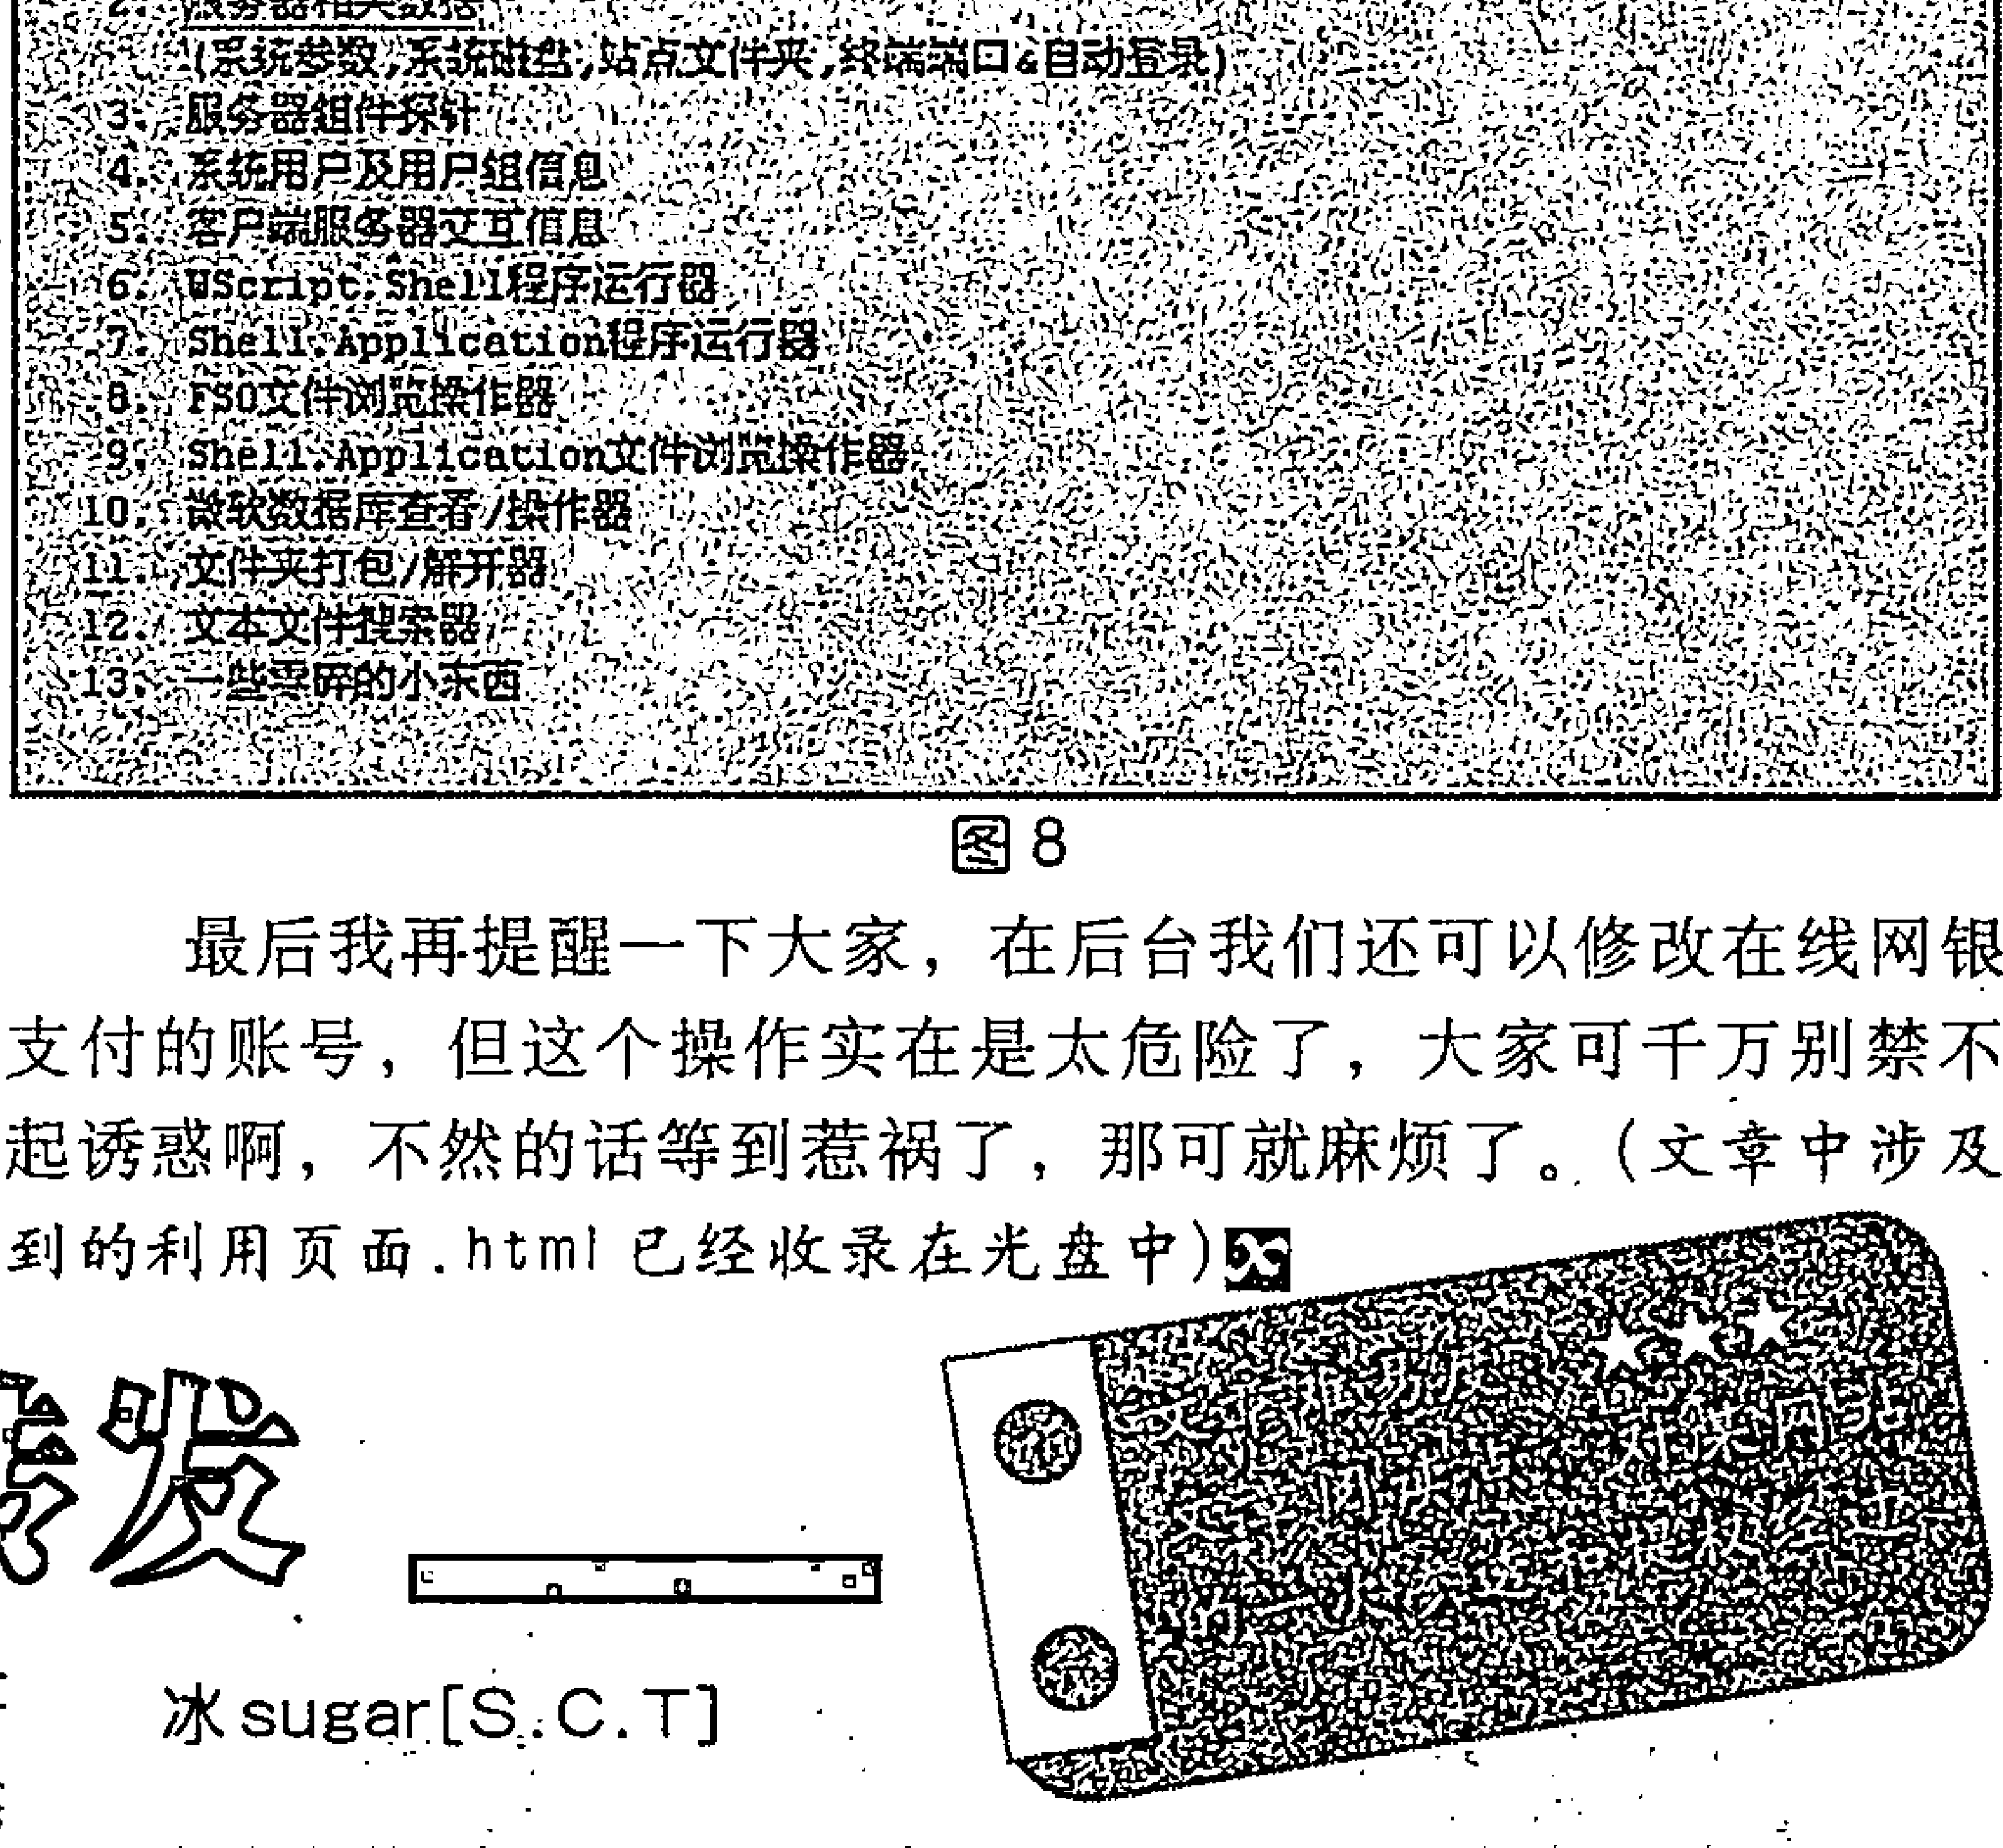 2. 服务器相关数据
(系统参数,系统磁盘,站点文件夹,终端端口&自动登录)
3. 服务器组件探针
4. 系统用户及用户组信息
5. 客户端服务器交互信息
6. WScript.Shell程序运行器
7. Shell.Application程序运行器
8. FSO文件浏览操作器
9. Shell.Application文件浏览操作器
10. 微软数据库查看/操作器
11. 文件夹打包/解开器
12. 文本文件搜索器
13. 一些零碎的小东西
图 8
最后我再提醒一下大家，在后台我们还可以修改在线网银
支付的账号，但这个操作实在是太危险了，大家可千万别禁不
起诱惑啊，不然的话等到惹祸了，那可就麻烦了。(文章中涉及
到的利用页面.html 已经收录在光盘中)
发
★★★
冰sugar[S.C.T]